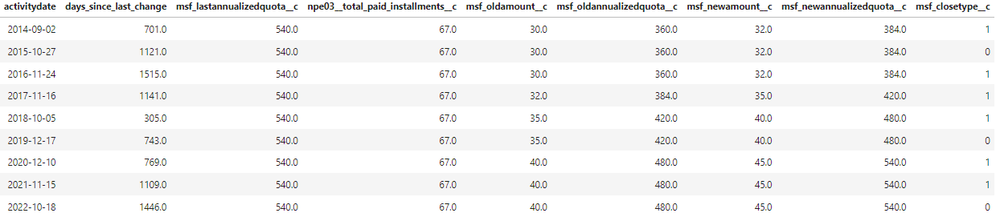 activitydate days_since_last_change msf_lastannualizedquota__c npe03__total_paid_installments__c msf_oldamount__c msf_oldannualizedquota__c msf_newamount__c msf_newannualizedquota__c msf_closetype__c
2014-09-02 701.0 540.0 67.0 30.0 360.0 32.0 384.0 1
2015-10-27 1121.0 540.0 67.0 30.0 360.0 32.0 384.0 0
2016-11-24 1515.0 540.0 67.0 30.0 360.0 32.0 384.0 1
2017-11-16 1141.0 540.0 67.0 32.0 384.0 35.0 420.0 1
2018-10-05 305.0 540.0 67.0 35.0 420.0 40.0 480.0 1
2019-12-17 743.0 540.0 67.0 35.0 420.0 40.0 480.0 0
2020-12-10 769.0 540.0 67.0 40.0 480.0 45.0 540.0 1
2021-11-15 1109.0 540.0 67.0 40.0 480.0 45.0 540.0 1
2022-10-18 1446.0 540.0 67.0 40.0 480.0 45.0 540.0 0